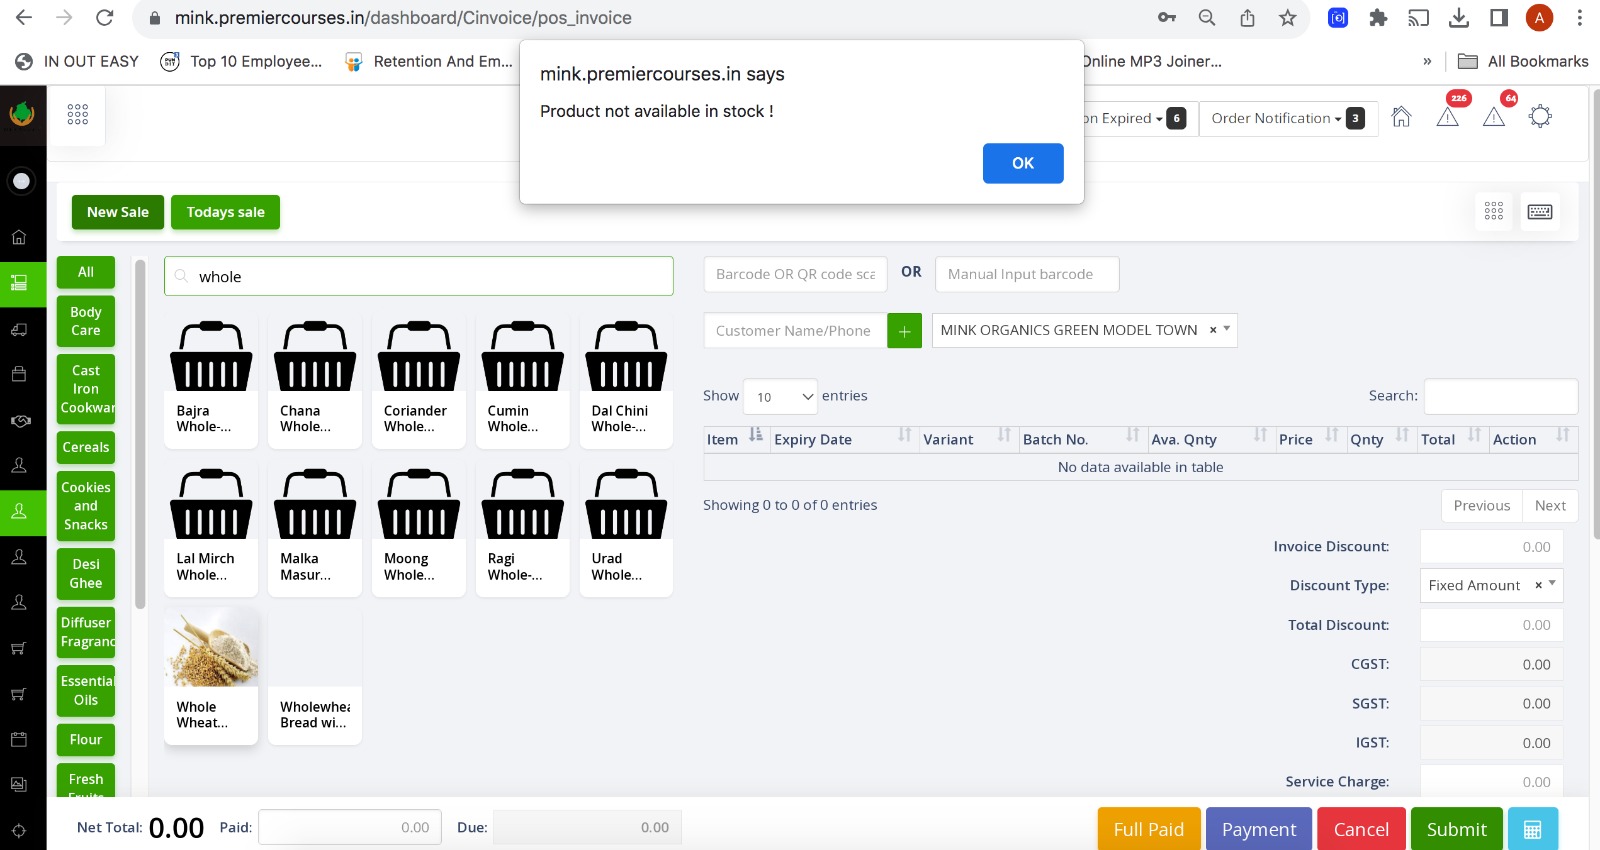 mink.premiercourses.in/dashboard/Cinvoice/pos_invoice
A
IN OUT EASY
Top 10 Employee...
Retention And Em...
Online MP3 Joiner...
»
All Bookmarks
mink.premiercourses.in says
Product not available in stock !
OK
on Expired 6
Order Notification 3
226
64
New Sale
Todays sale
All
Body
Care
Cast
Iron
Cookwar
Cereals
Cookies
and
Snacks
Desi
Ghee
Diffuser
Fragranc
Essential
Oils
Flour
Fresh
Fruits
whole
Bajra
Whole-...
Chana
Whole...
Coriander
Whole...
Cumin
Whole...
Dal Chini
Whole-...
Lal Mirch
Whole...
Malka
Masur...
Moong
Whole...
Ragi
Whole-...
Urad
Whole...
Whole
Wheat...
Wholewhea
Bread wi...
Barcode OR QR code sca
OR
Manual Input barcode
Customer Name/Phone
+
MINK ORGANICS GREEN MODEL TOWN ×
Show 10 entries
Search:
Item Expiry Date Variant Batch No. Ava. Qnty Price Qnty Total Action
No data available in table
Showing 0 to 0 of 0 entries
Previous Next
Invoice Discount: 0.00
Discount Type: Fixed Amount ×
Total Discount: 0.00
CGST: 0.00
SGST: 0.00
IGST: 0.00
Service Charge: 0.00
Net Total: 0.00 Paid: 0.00 Due: 0.00
Full Paid
Payment
Cancel
Submit